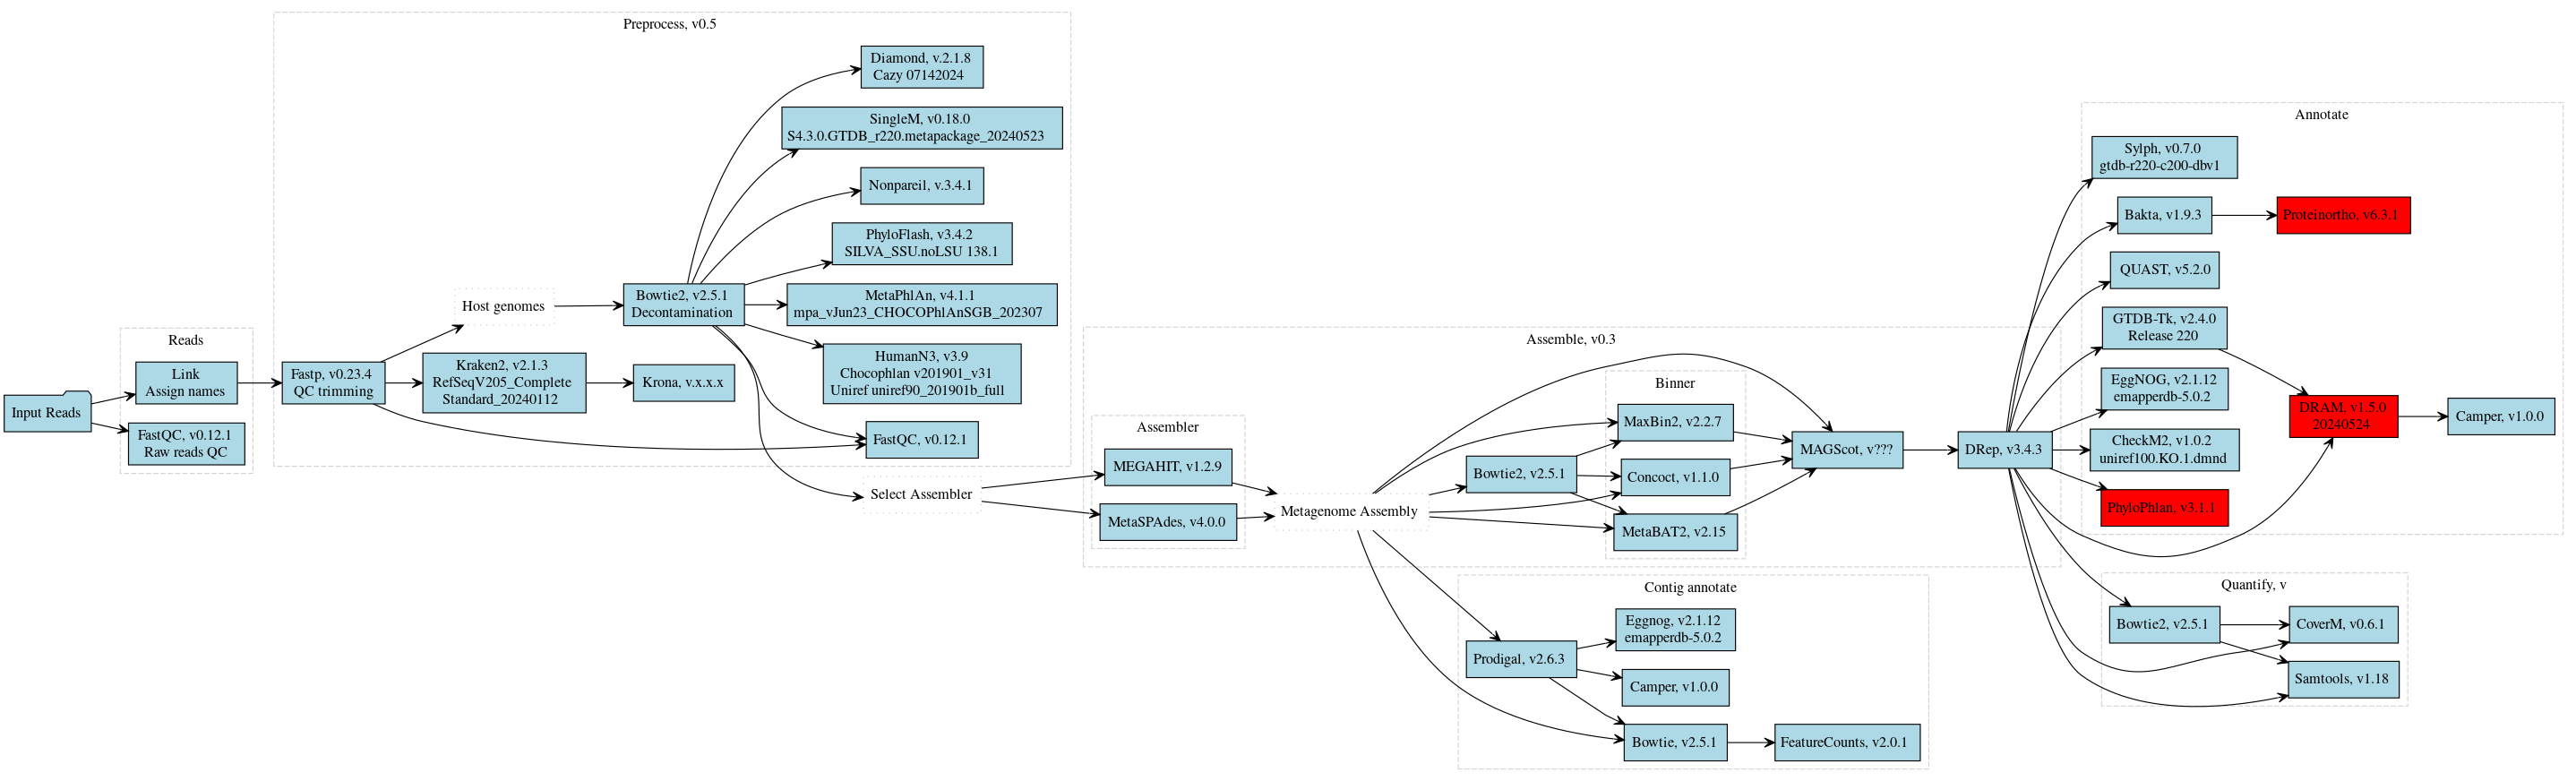 Input Reads
Reads
Link
Assign names
FastQC, v0.12.1
Raw reads QC
Preprocess, v0.5
Fastp, v0.23.4
QC trimming
Host genomes
Kraken2, v2.1.3
RefSeqV205_Complete
Standard_20240112
Krona, v.x.x.x
Bowtie2, v2.5.1
Decontamination
Diamond, v.2.1.8
Cazy 07142024
SingleM, v0.18.0
S4.3.0.GTDB_r220.metapackage_20240523
Nonpareil, v.3.4.1
PhyloFlash, v3.4.2
SILVA_SSU.noLSU 138.1
MetaPhlAn, v4.1.1
mpa_vJun23_CHOCOPhlAnSGB_202307
HumanN3, v3.9
Chocophlan v201901_v31
Uniref uniref90_201901b_full
FastQC, v0.12.1
Select Assembler
Assemble, v0.3
Assembler
MEGAHIT, v1.2.9
MetaSPAdes, v4.0.0
Metagenome Assembly
Bowtie2, v2.5.1
Binner
MaxBin2, v2.2.7
Concoct, v1.1.0
MetaBAT2, v2.15
MAGScot, v???
DRep, v3.4.3
Contig annotate
Prodigal, v2.6.3
Eggnog, v2.1.12
emapperdb-5.0.2
Camper, v1.0.0
Bowtie, v2.5.1
FeatureCounts, v2.0.1
Annotate
Sylph, v0.7.0
gtdb-r220-c200-dbv1
Bakta, v1.9.3
Proteinortho, v6.3.1
QUAST, v5.2.0
GTDB-Tk, v2.4.0
Release 220
EggNOG, v2.1.12
emapperdb-5.0.2
CheckM2, v1.0.2
uniref100.KO.1.dmnd
PhyloPhlan, v3.1.1
DRAM, v1.5.0
20240524
Camper, v1.0.0
Quantify, v
Bowtie2, v2.5.1
CoverM, v0.6.1
Samtools, v1.18